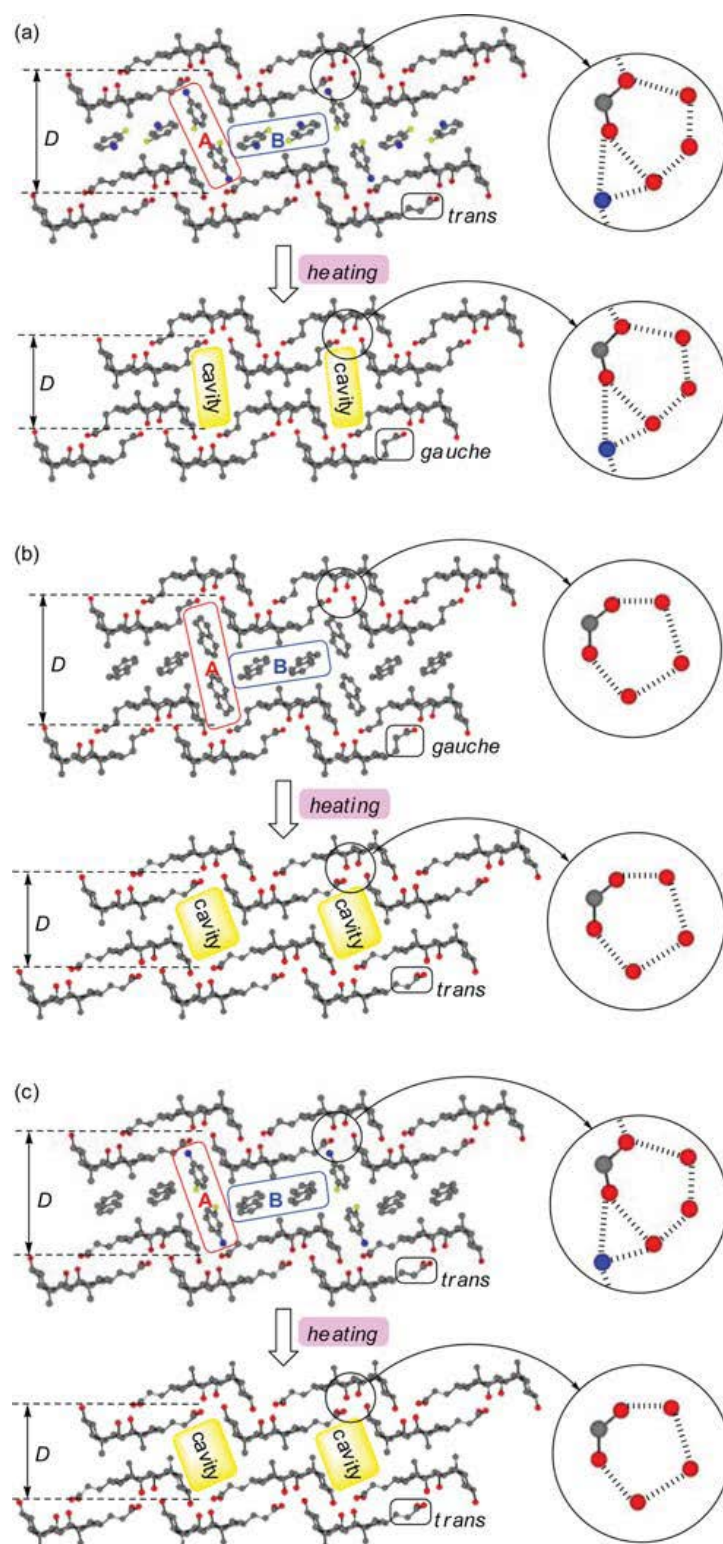 (a)
D
A
B
trans
heating
D
cavity
cavity
gauche
(b)
D
A
B
gauche
heating
D
cavity
cavity
trans
(c)
D
A
B
trans
heating
D
cavity
cavity
trans